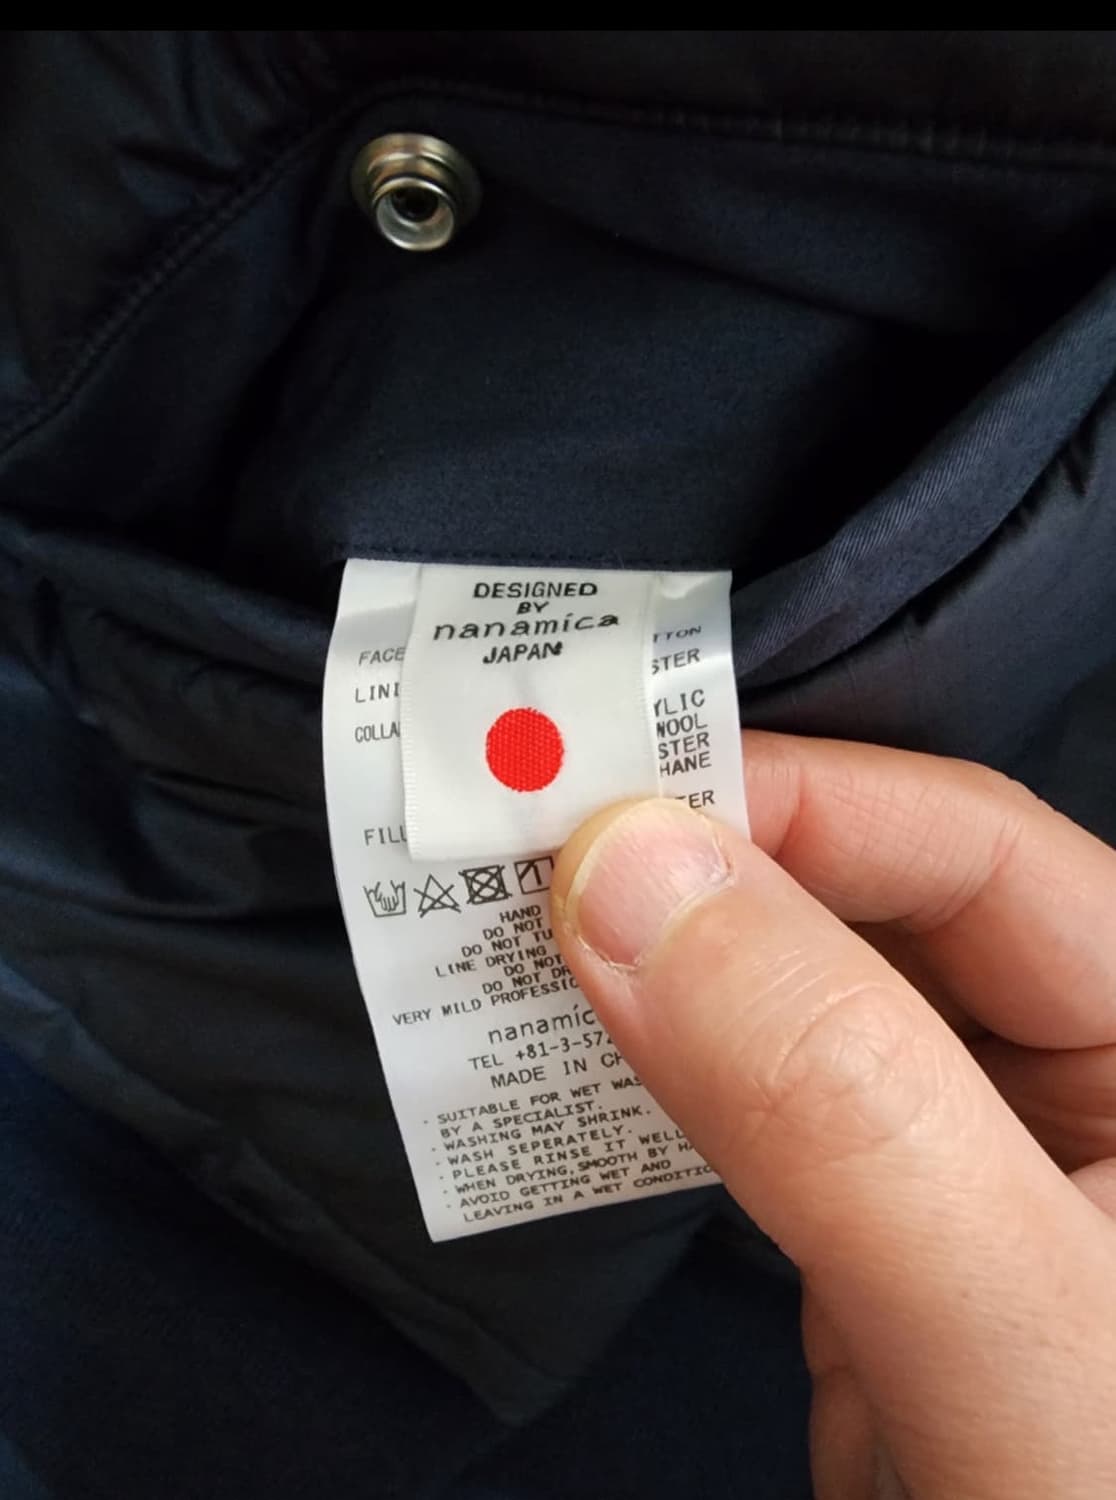 DESIGNED
BY
nanamica
JAPAN
FACE
LINI
COLLA
FILL
TTON
STER
YLIC
WOOL
STER
HANE
TER
HAND
DO NOT
DO NOT TU
LINE DRYING
DO NOT
DO NOT DR
VERY MILD PROFESSIO
nanamic
TEL +81-3-572
MADE IN CH
· SUITABLE FOR WET WAS
BY A SPECIALIST.
· WASHING MAY SHRINK.
· WASH SEPERATELY.
· PLEASE RINSE IT WELL
· WHEN DRYING, SMOOTH BY HA
· AVOID GETTING WET AND
LEAVING IN A WET CONDITIO